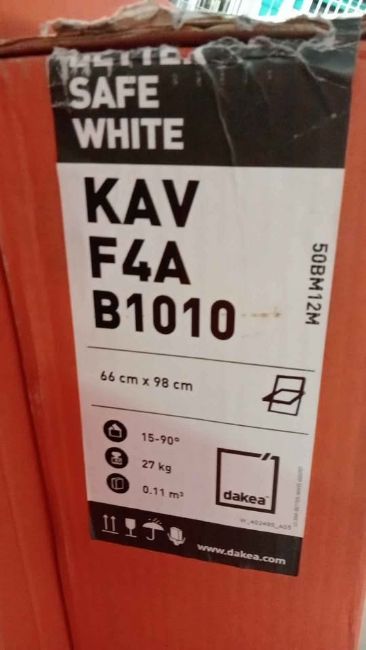 BETTER
SAFE
WHITE
KAV
F4A
B1010
50BM12M
66 cm x 98 cm
15-90°
27 kg
0.11 m³
dakea
www.dakea.com